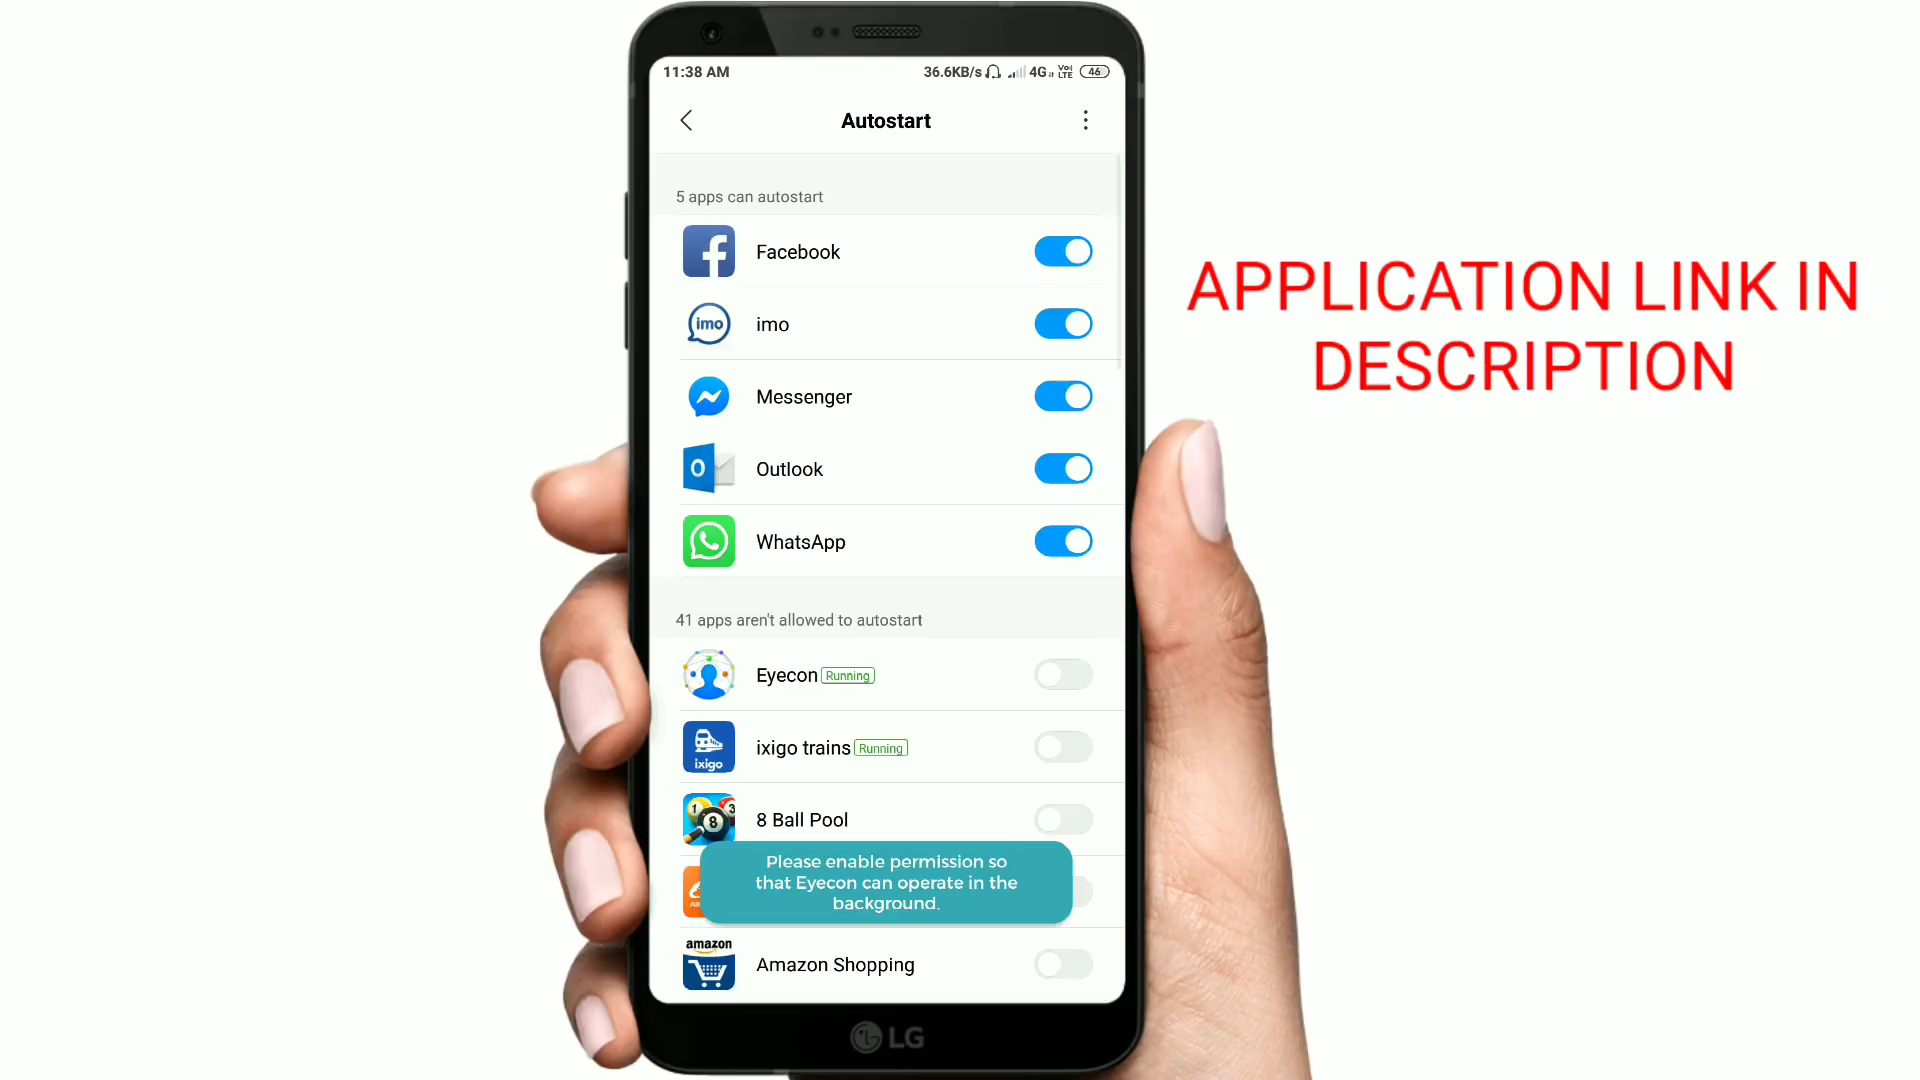 11:38 AM
36.6KB/s 4G Vo) LTE 46
Autostart
5 apps can autostart
Facebook
imo
imo
Messenger
Outlook
WhatsApp
41 apps aren't allowed to autostart
Eyecon Running
ixigo trains Running
ixigo
8 Ball Pool
1 3
8
Please enable permission so
that Eyecon can operate in the
background.
amazon
Amazon Shopping
LG
APPLICATION LINK IN
DESCRIPTION